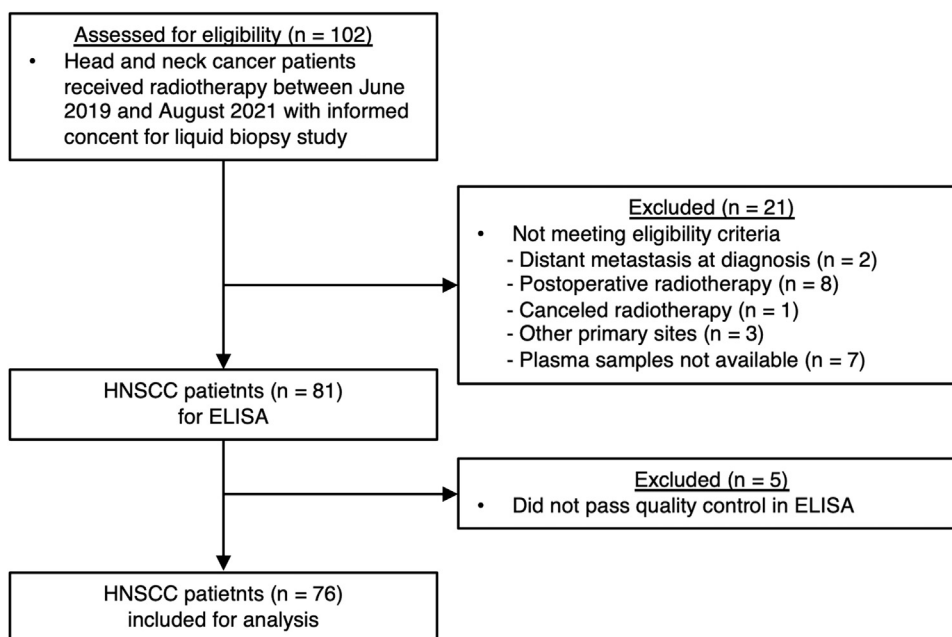 Assessed for eligibility (n = 102)
• Head and neck cancer patients
received radiotherapy between June
2019 and August 2021 with informed
concent for liquid biopsy study
Excluded (n = 21)
• Not meeting eligibility criteria
- Distant metastasis at diagnosis (n = 2)
- Postoperative radiotherapy (n = 8)
- Canceled radiotherapy (n = 1)
- Other primary sites (n = 3)
- Plasma samples not available (n = 7)
HNSCC patietnts (n = 81)
for ELISA
Excluded (n = 5)
• Did not pass quality control in ELISA
HNSCC patietnts (n = 76)
included for analysis